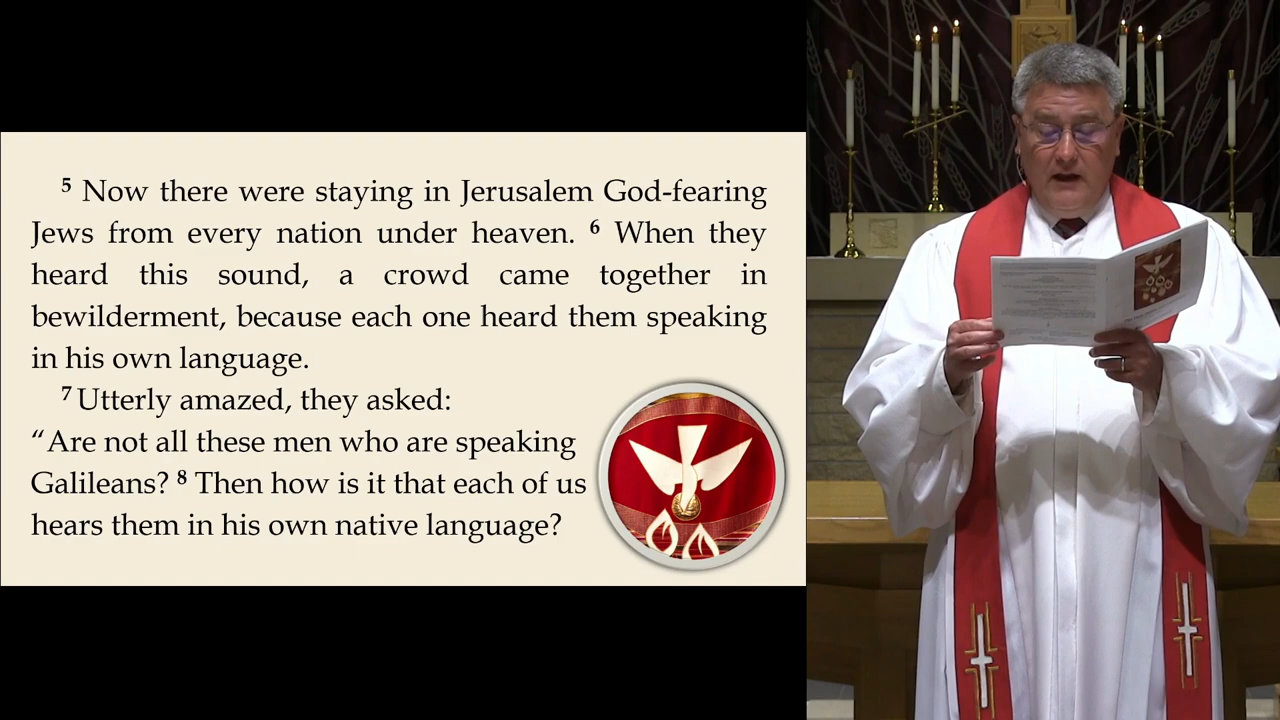 5 Now there were staying in Jerusalem God-fearing
Jews from every nation under heaven. 6 When they
heard this sound, a crowd came together in
bewilderment, because each one heard them speaking
in his own language.
7 Utterly amazed, they asked:
“Are not all these men who are speaking
Galileans? 8 Then how is it that each of us
hears them in his own native language?